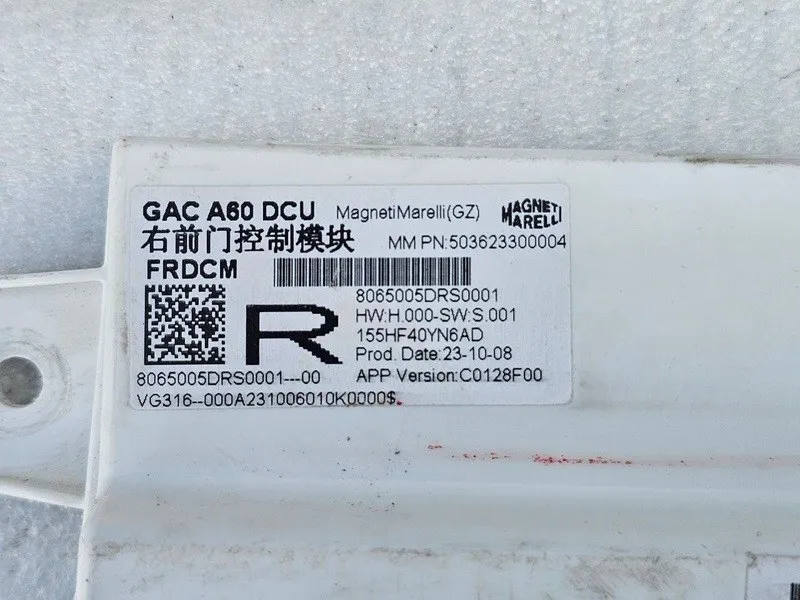 GAC A60 DCU MagnetiMarelli(GZ) MAGNETI MARELLI
右前门控制模块 MM PN:503623300004
FRDCM
8065005DRS0001
HW:H.000-SW:S.001
R 155HF40YN6AD
Prod. Date:23-10-08
8065005DRS0001---00 APP Version:C0128F00
VG316--000A231006010K0000$